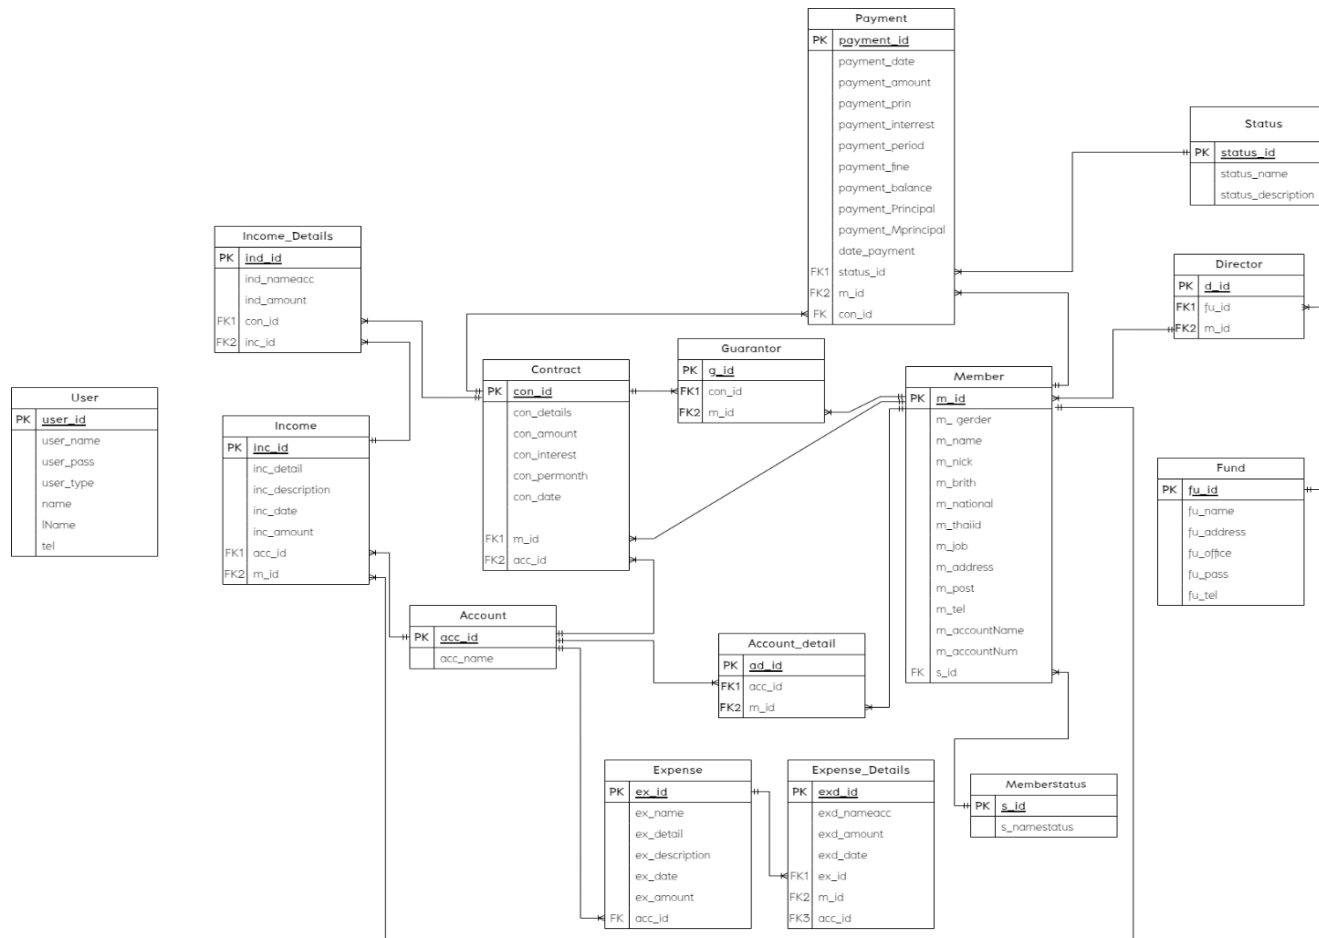 Payment
PK payment_id
payment_date
payment_amount
payment_prin
payment_interrest
payment_period
payment_fine
payment_balance
payment_Principal
payment_Mprincipal
date_payment
FK1 status_id
FK2 m_id
FK con_id
Status
PK status_id
status_name
status_description
Income_Details
PK ind_id
ind_nameacc
ind_amount
FK1 con_id
FK2 inc_id
Director
PK d_id
FK1 fu_id
FK2 m_id
Guarantor
PK g_id
FK1 con_id
FK2 m_id
Contract
PK con_id
con_details
con_amount
con_interest
con_permonth
con_date
FK1 m_id
FK2 acc_id
Member
PK m_id
m_ gerder
m_name
m_nick
m_brith
m_national
m_thaiid
m_job
m_address
m_post
m_tel
m_accountName
m_accountNum
FK s_id
User
PK user_id
user_name
user_pass
user_type
name
lName
tel
Income
PK inc_id
inc_detail
inc_description
inc_date
inc_amount
FK1 acc_id
FK2 m_id
Fund
PK fu_id
fu_name
fu_address
fu_office
fu_pass
fu_tel
Account
PK acc_id
acc_name
Account_detail
PK ad_id
FK1 acc_id
FK2 m_id
Expense
PK ex_id
ex_name
ex_detail
ex_description
ex_date
ex_amount
FK acc_id
Expense_Details
PK exd_id
exd_nameacc
exd_amount
exd_date
FK1 ex_id
FK2 m_id
FK3 acc_id
Memberstatus
PK s_id
s_namestatus